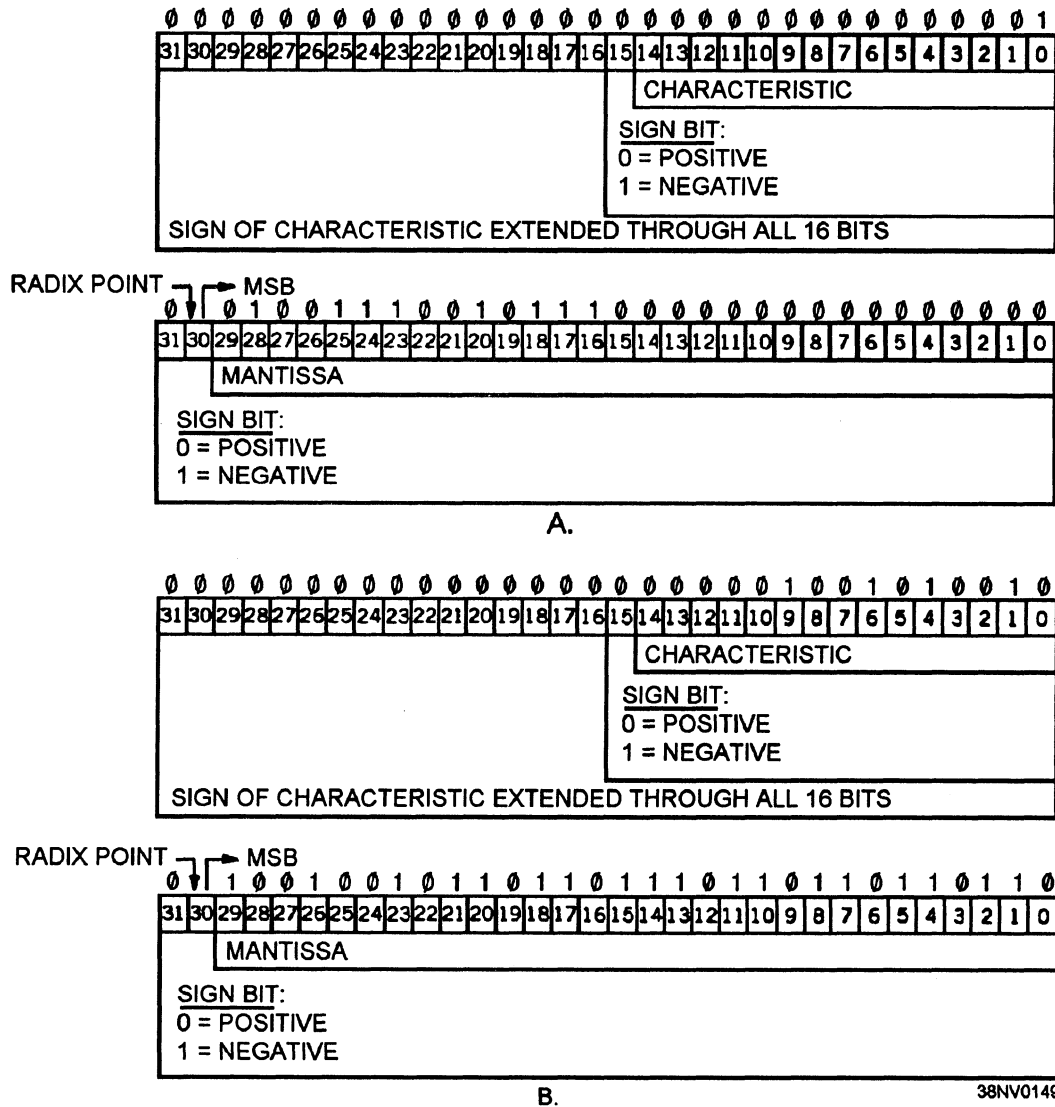 Ø Ø Ø Ø Ø Ø Ø Ø Ø Ø Ø Ø Ø Ø Ø Ø Ø Ø Ø Ø Ø Ø Ø Ø Ø Ø Ø Ø Ø Ø Ø 1
31 30 29 28 27 26 25 24 23 22 21 20 19 18 17 16 15 14 13 12 11 10 9 8 7 6 5 4 3 2 1 0
CHARACTERISTIC
SIGN BIT:
0 = POSITIVE
1 = NEGATIVE
SIGN OF CHARACTERISTIC EXTENDED THROUGH ALL 16 BITS
RADIX POINT MSB
Ø Ø 1 Ø Ø 1 1 1 Ø Ø 1 Ø 1 1 1 Ø Ø Ø Ø Ø Ø Ø Ø Ø Ø Ø Ø Ø Ø Ø Ø
31 30 29 28 27 26 25 24 23 22 21 20 19 18 17 16 15 14 13 12 11 10 9 8 7 6 5 4 3 2 1 0
MANTISSA
SIGN BIT:
0 = POSITIVE
1 = NEGATIVE
A.
Ø Ø Ø Ø Ø Ø Ø Ø Ø Ø Ø Ø Ø Ø Ø Ø Ø Ø Ø Ø Ø Ø 1 Ø Ø 1 Ø 1 Ø Ø 1 Ø
31 30 29 28 27 26 25 24 23 22 21 20 19 18 17 16 15 14 13 12 11 10 9 8 7 6 5 4 3 2 1 0
CHARACTERISTIC
SIGN BIT:
0 = POSITIVE
1 = NEGATIVE
SIGN OF CHARACTERISTIC EXTENDED THROUGH ALL 16 BITS
RADIX POINT MSB
Ø 1 Ø Ø 1 Ø Ø 1 Ø 1 1 Ø 1 1 Ø 1 1 1 Ø 1 1 Ø 1 1 Ø 1 1 Ø 1 1 Ø
31 30 29 28 27 26 25 24 23 22 21 20 19 18 17 16 15 14 13 12 11 10 9 8 7 6 5 4 3 2 1 0
MANTISSA
SIGN BIT:
0 = POSITIVE
1 = NEGATIVE
B.
38NV0149